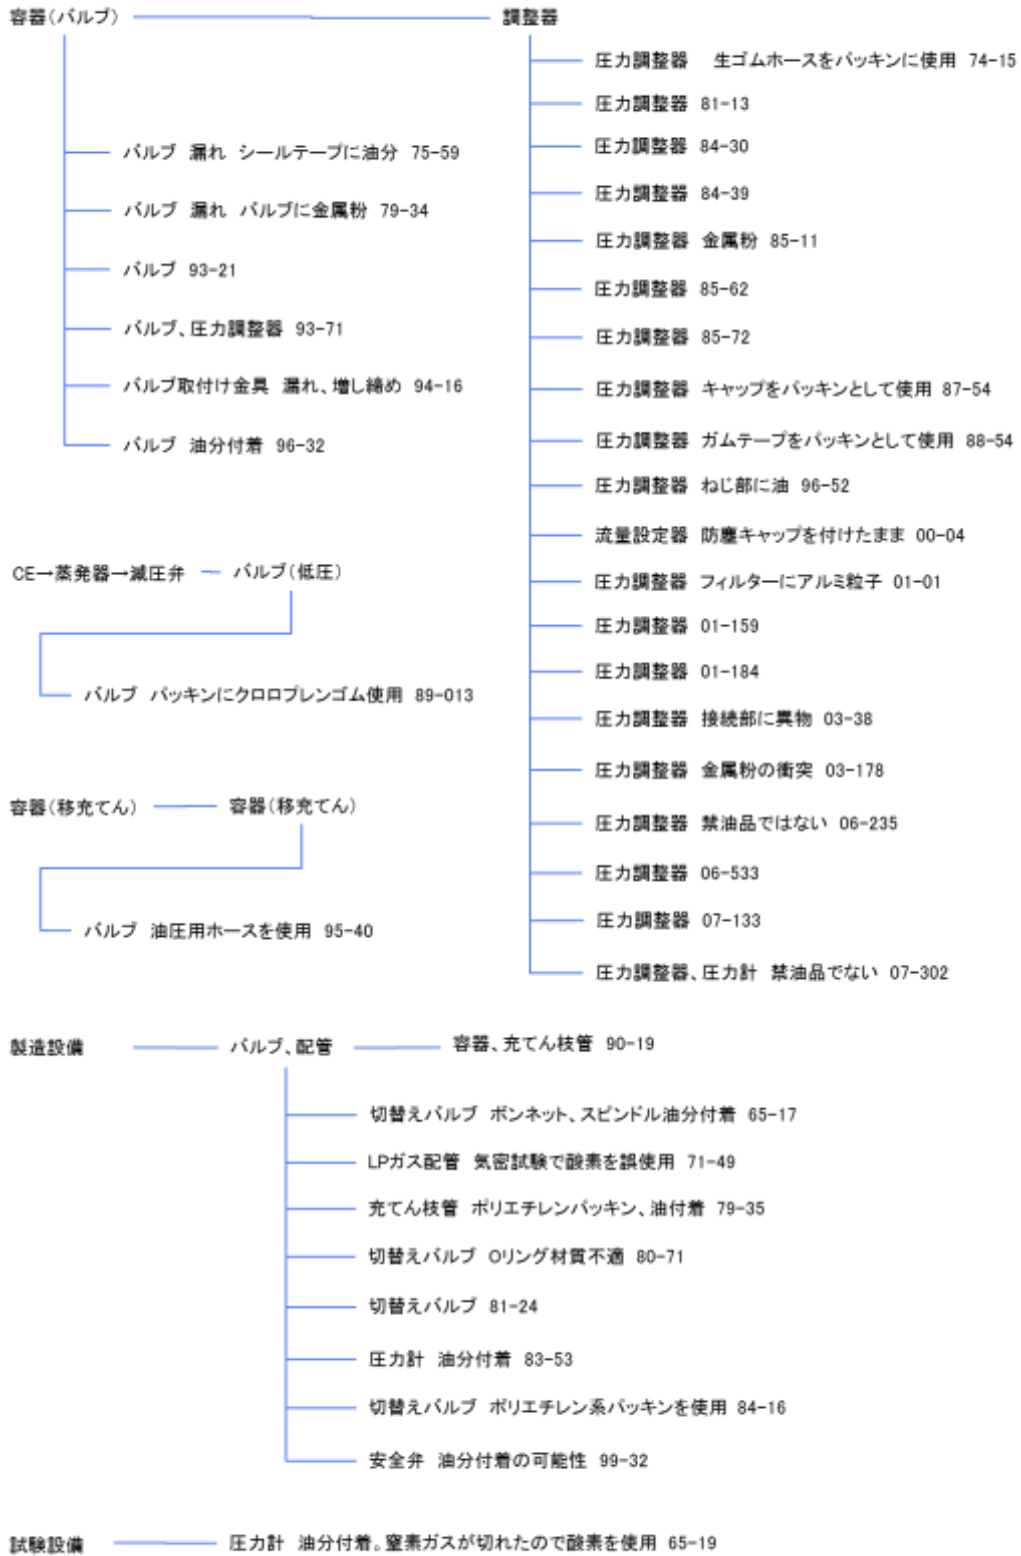 容器(バルブ)
調整器
バルブ 漏れ シールテープに油分 75-59
バルブ 漏れ バルブに金属粉 79-34
バルブ 93-21
バルブ、圧力調整器 93-71
バルブ取付け金具 漏れ、増し締め 94-16
バルブ 油分付着 96-32
圧力調整器 生ゴムホースをパッキンに使用 74-15
圧力調整器 81-13
圧力調整器 84-30
圧力調整器 84-39
圧力調整器 金属粉 85-11
圧力調整器 85-62
圧力調整器 85-72
圧力調整器 キャップをパッキンとして使用 87-54
圧力調整器 ガムテープをパッキンとして使用 88-54
圧力調整器 ねじ部に油 96-52
流量設定器 防塵キャップを付けたまま 00-04
圧力調整器 フィルターにアルミ粒子 01-01
圧力調整器 01-159
圧力調整器 01-184
圧力調整器 接続部に異物 03-38
圧力調整器 金属粉の衝突 03-178
圧力調整器 禁油品ではない 06-235
圧力調整器 06-533
圧力調整器 07-133
圧力調整器、圧力計 禁油品でない 07-302
CE→蒸発器→減圧弁
バルブ(低圧)
バルブ パッキンにクロロプレンゴム使用 89-013
容器(移充てん)
容器(移充てん)
バルブ 油圧用ホースを使用 95-40
製造設備
バルブ、配管
容器、充てん枝管 90-19
切替えバルブ ボンネット、スピンドル油分付着 65-17
LPガス配管 気密試験で酸素を誤使用 71-49
充てん枝管 ポリエチレンパッキン、油付着 79-35
切替えバルブ Oリング材質不適 80-71
切替えバルブ 81-24
圧力計 油分付着 83-53
切替えバルブ ポリエチレン系パッキンを使用 84-16
安全弁 油分付着の可能性 99-32
試験設備
圧力計 油分付着。窒素ガスが切れたので酸素を使用 65-19